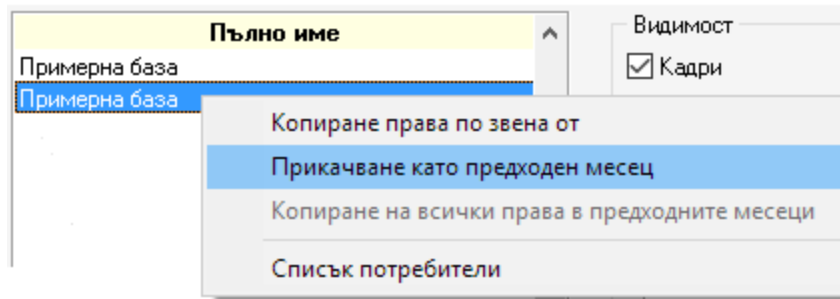 Пълно име
Видимост
Примерна база
Кадри
Примерна база
Копиране права по звена от
Прикачване като предходен месец
Копиране на всички права в предходните месеци
Списък потребители